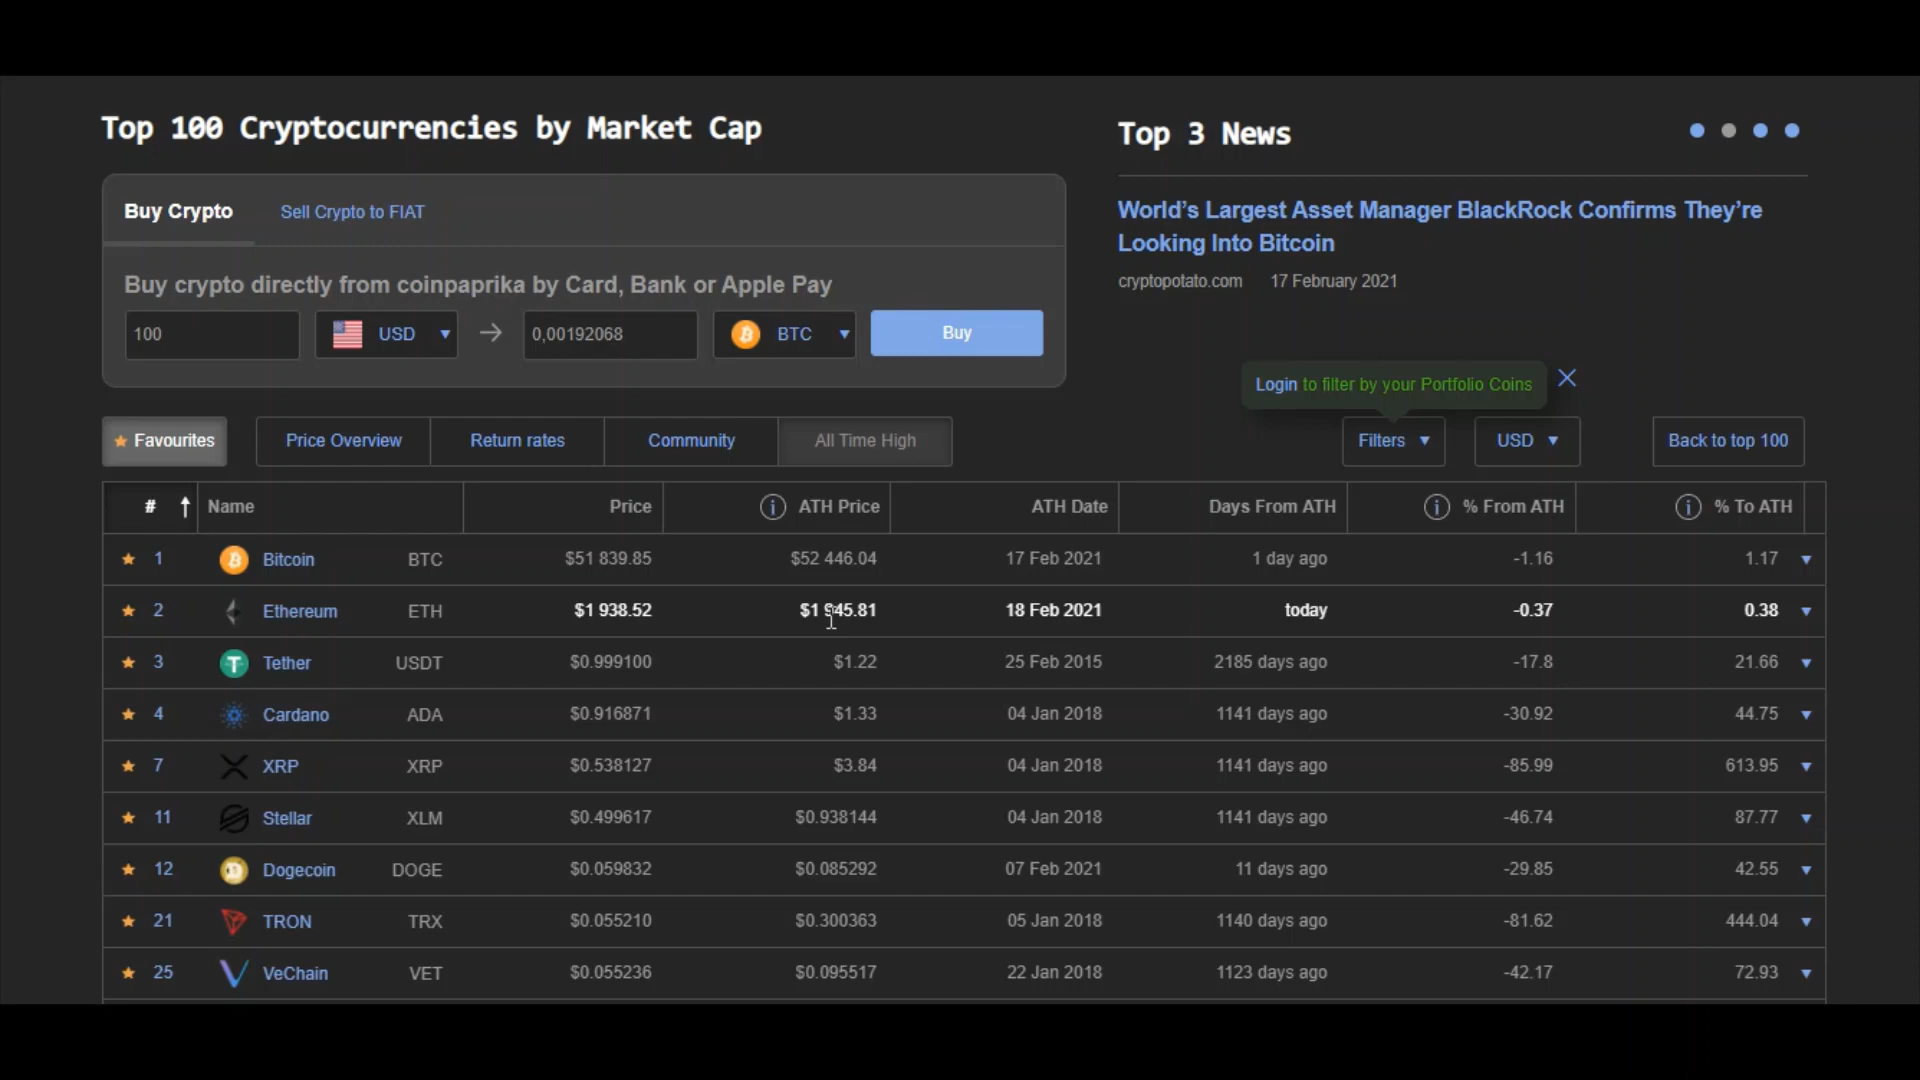 Top 100 Cryptocurrencies by Market Cap
Top 3 News
Buy Crypto Sell Crypto to FIAT
World's Largest Asset Manager BlackRock Confirms They're
Looking Into Bitcoin
cryptopotato.com 17 February 2021
Buy crypto directly from coinpaprika by Card, Bank or Apple Pay
100 USD → 0,00192068 BTC Buy
Login to filter by your Portfolio Coins
Favourites Price Overview Return rates Community All Time High Filters USD Back to top 100
# Name Price ATH Price ATH Date Days From ATH % From ATH % To ATH
1 Bitcoin BTC $51 839.85 $52 446.04 17 Feb 2021 1 day ago -1.16 1.17
2 Ethereum ETH $1 938.52 $1 945.81 18 Feb 2021 today -0.37 0.38
3 Tether USDT $0.999100 $1.22 25 Feb 2015 2185 days ago -17.8 21.66
4 Cardano ADA $0.916871 $1.33 04 Jan 2018 1141 days ago -30.92 44.75
7 XRP XRP $0.538127 $3.84 04 Jan 2018 1141 days ago -85.99 613.95
11 Stellar XLM $0.499617 $0.938144 04 Jan 2018 1141 days ago -46.74 87.77
12 Dogecoin DOGE $0.059832 $0.085292 07 Feb 2021 11 days ago -29.85 42.55
21 TRON TRX $0.055210 $0.300363 05 Jan 2018 1140 days ago -81.62 444.04
25 VeChain VET $0.055236 $0.095517 22 Jan 2018 1123 days ago -42.17 72.93